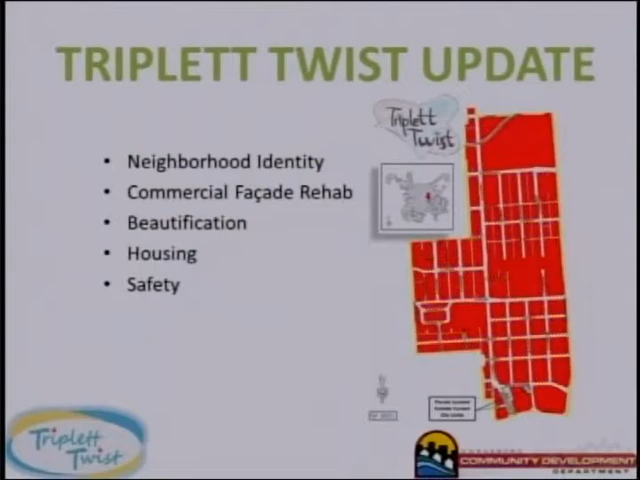 TRIPLETT TWIST UPDATE
Triplett
Twist
• Neighborhood Identity
• Commercial Façade Rehab
• Beautification
• Housing
• Safety
Triplett
Twist
COMMUNITY DEVELOPMENT
DEPARTMENT